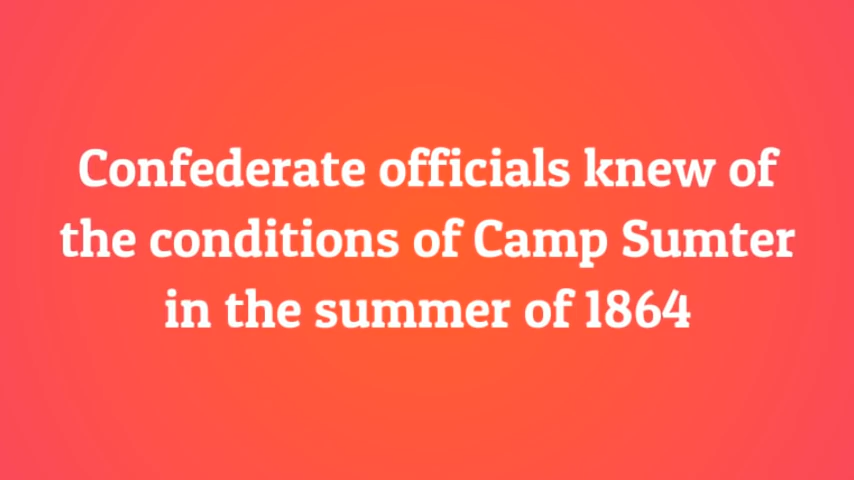 Confederate officials knew of
the conditions of Camp Sumter
in the summer of 1864